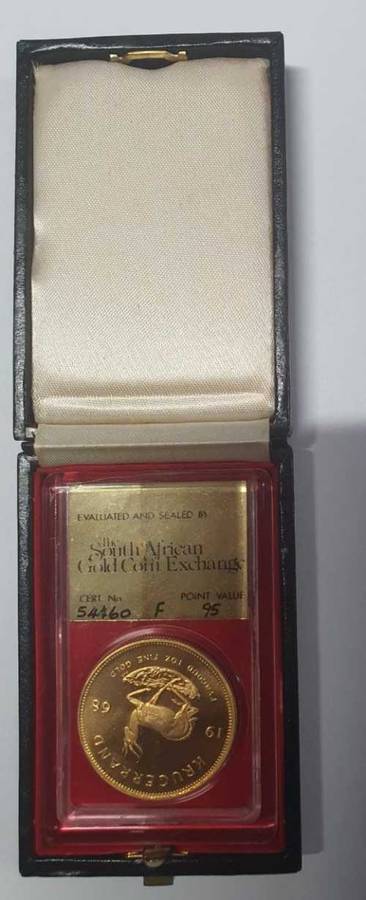 EVALUATED AND SEALED BY
The
South African
Gold Coin Exchange
CERT. No. POINT VALUE
54460 F 95
KRUGERRAND
19 68
FYNGOUD 1 OZ FINE GOLD